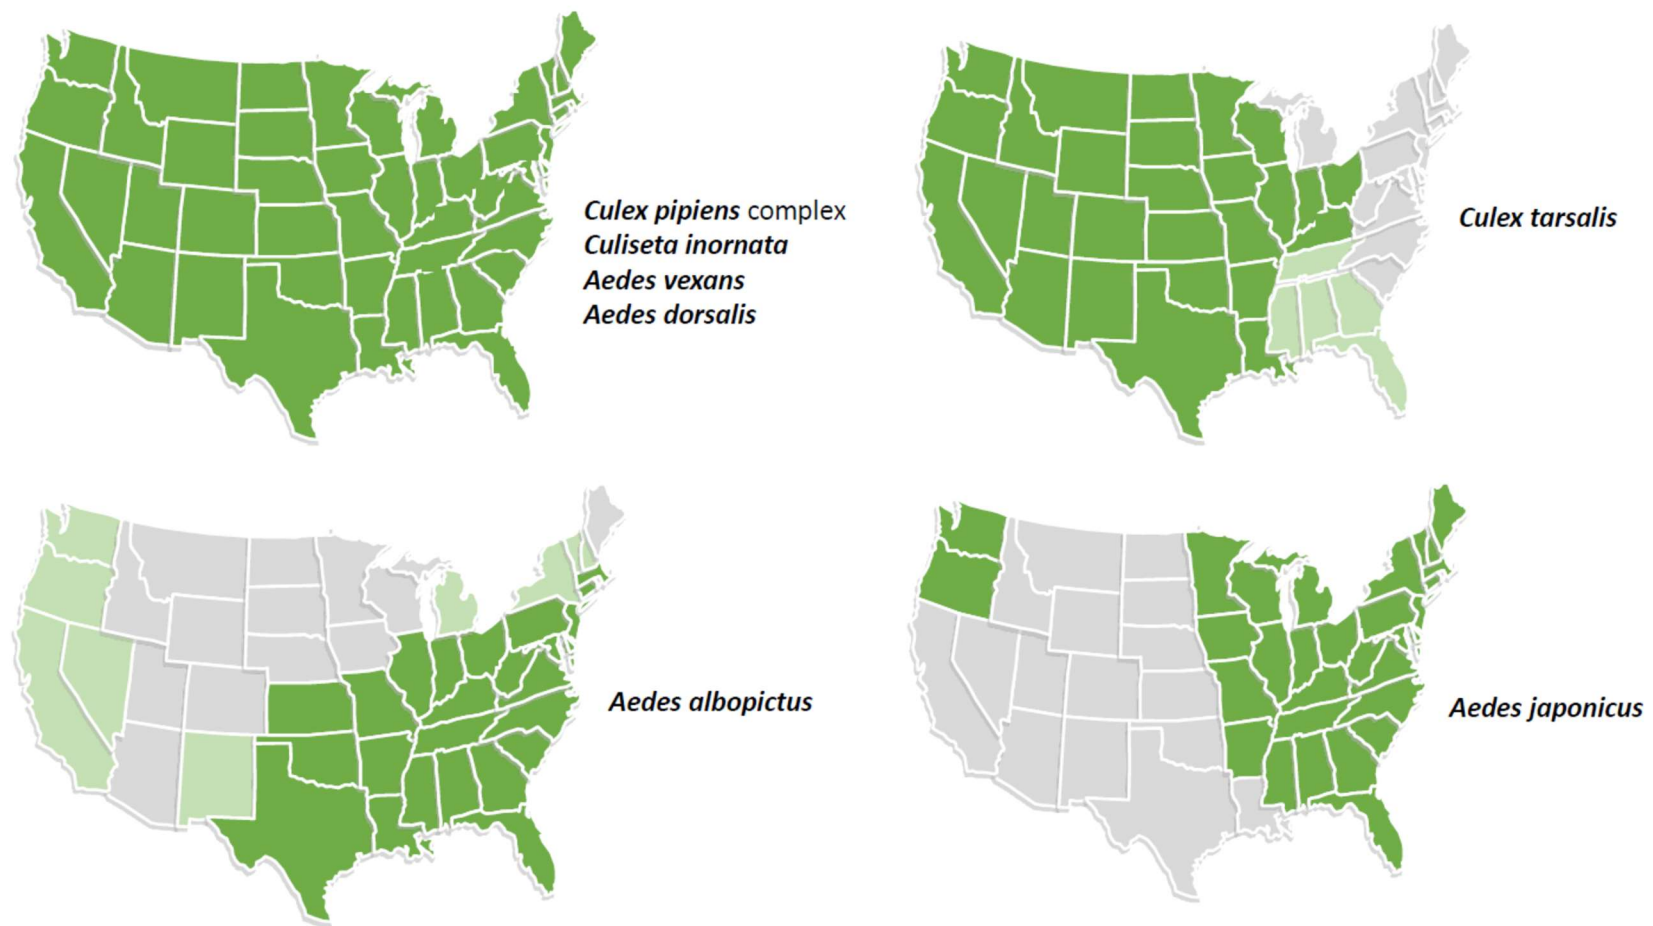 Culex pipiens complex
Culiseta inornata
Aedes vexans
Aedes dorsalis
Culex tarsalis
Aedes albopictus
Aedes japonicus